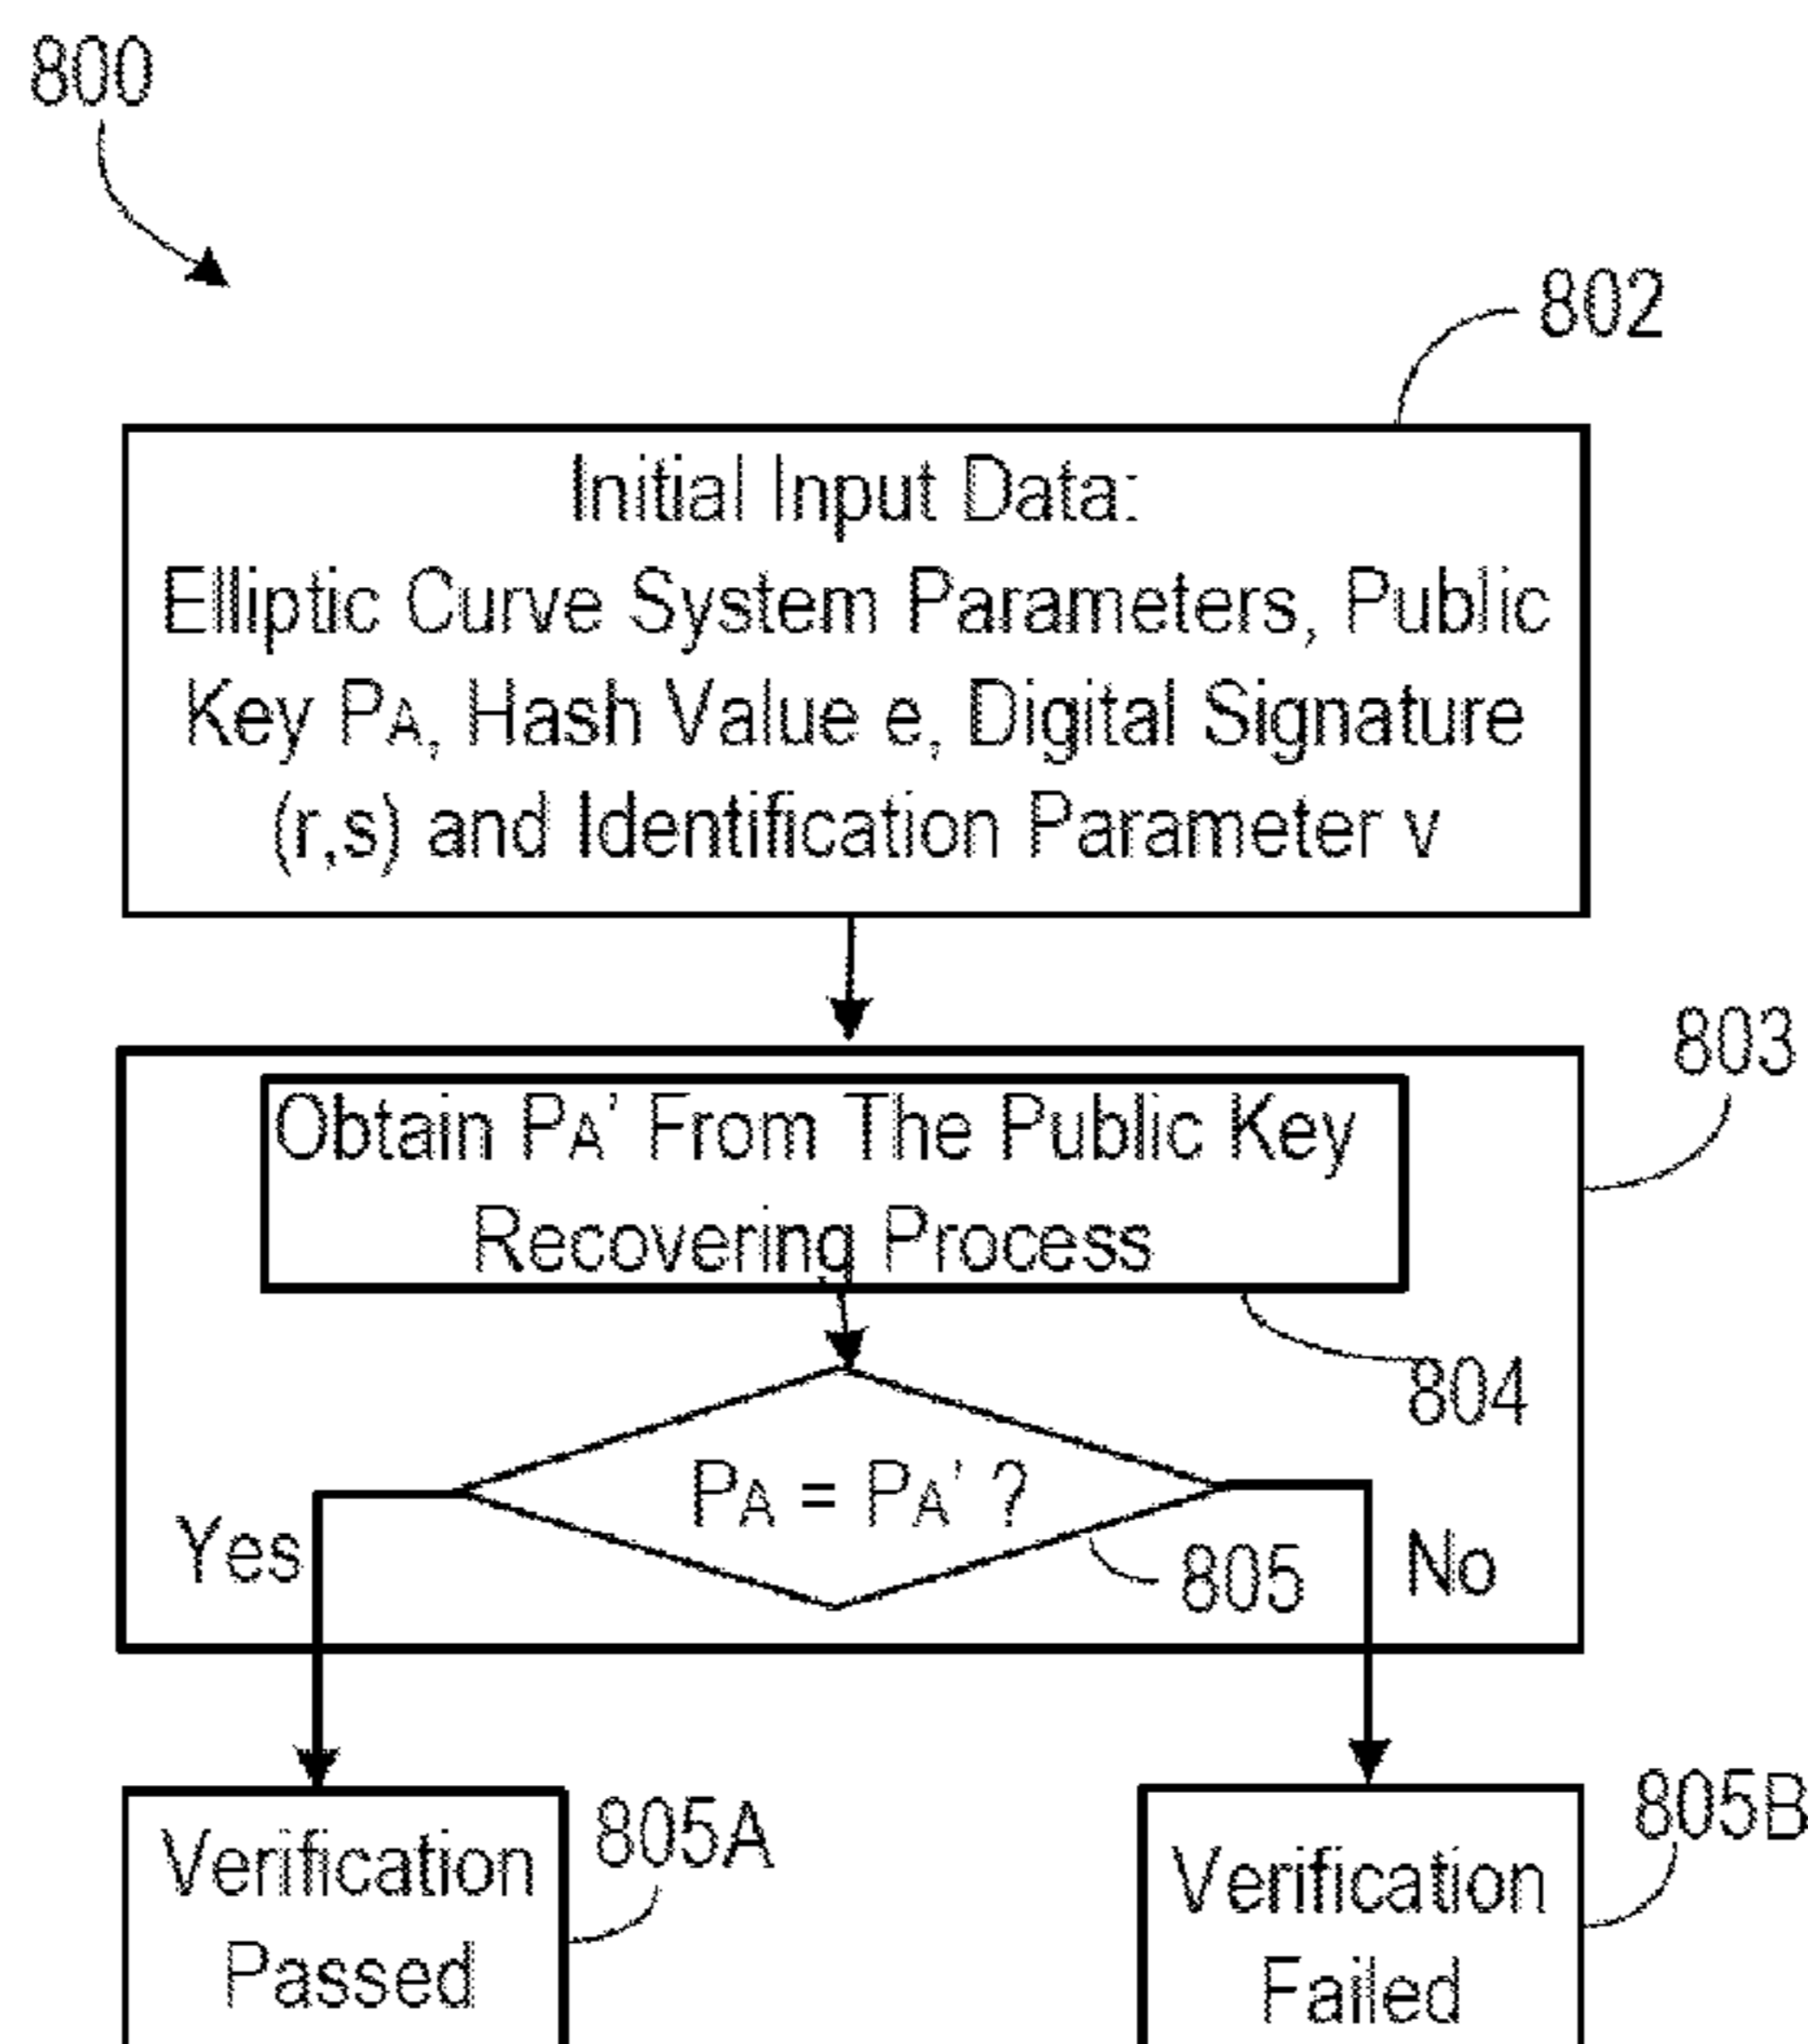 800
802
Initial Input Data:
Elliptic Curve System Parameters, Public
Key PA, Hash Value e, Digital Signature
(r,s) and Identification Parameter v
803
Obtain PA' From The Public Key
Recovering Process
804
PA = PA' ?
Yes
805
No
805A
805B
Verification
Passed
Verification
Failed